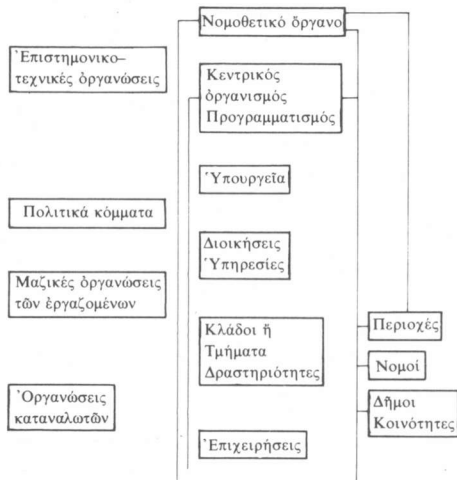 Νομοθετικό ὄργανο
Ἐπιστημονικο–
τεχνικές ὀργανώσεις
Κεντρικός
ὀργανισμός
Προγραμματισμός
Ὑπουργεῖα
Πολιτικά κόμματα
Διοικήσεις
Ὑπηρεσίες
Μαζικές ὀργανώσεις
τῶν ἐργαζομένων
Κλάδοι ἤ
Τμήματα
Δραστηριότητες
Περιοχές
Νομοί
Ὀργανώσεις
καταναλωτῶν
Δῆμοι
Κοινότητες
Ἐπιχειρήσεις